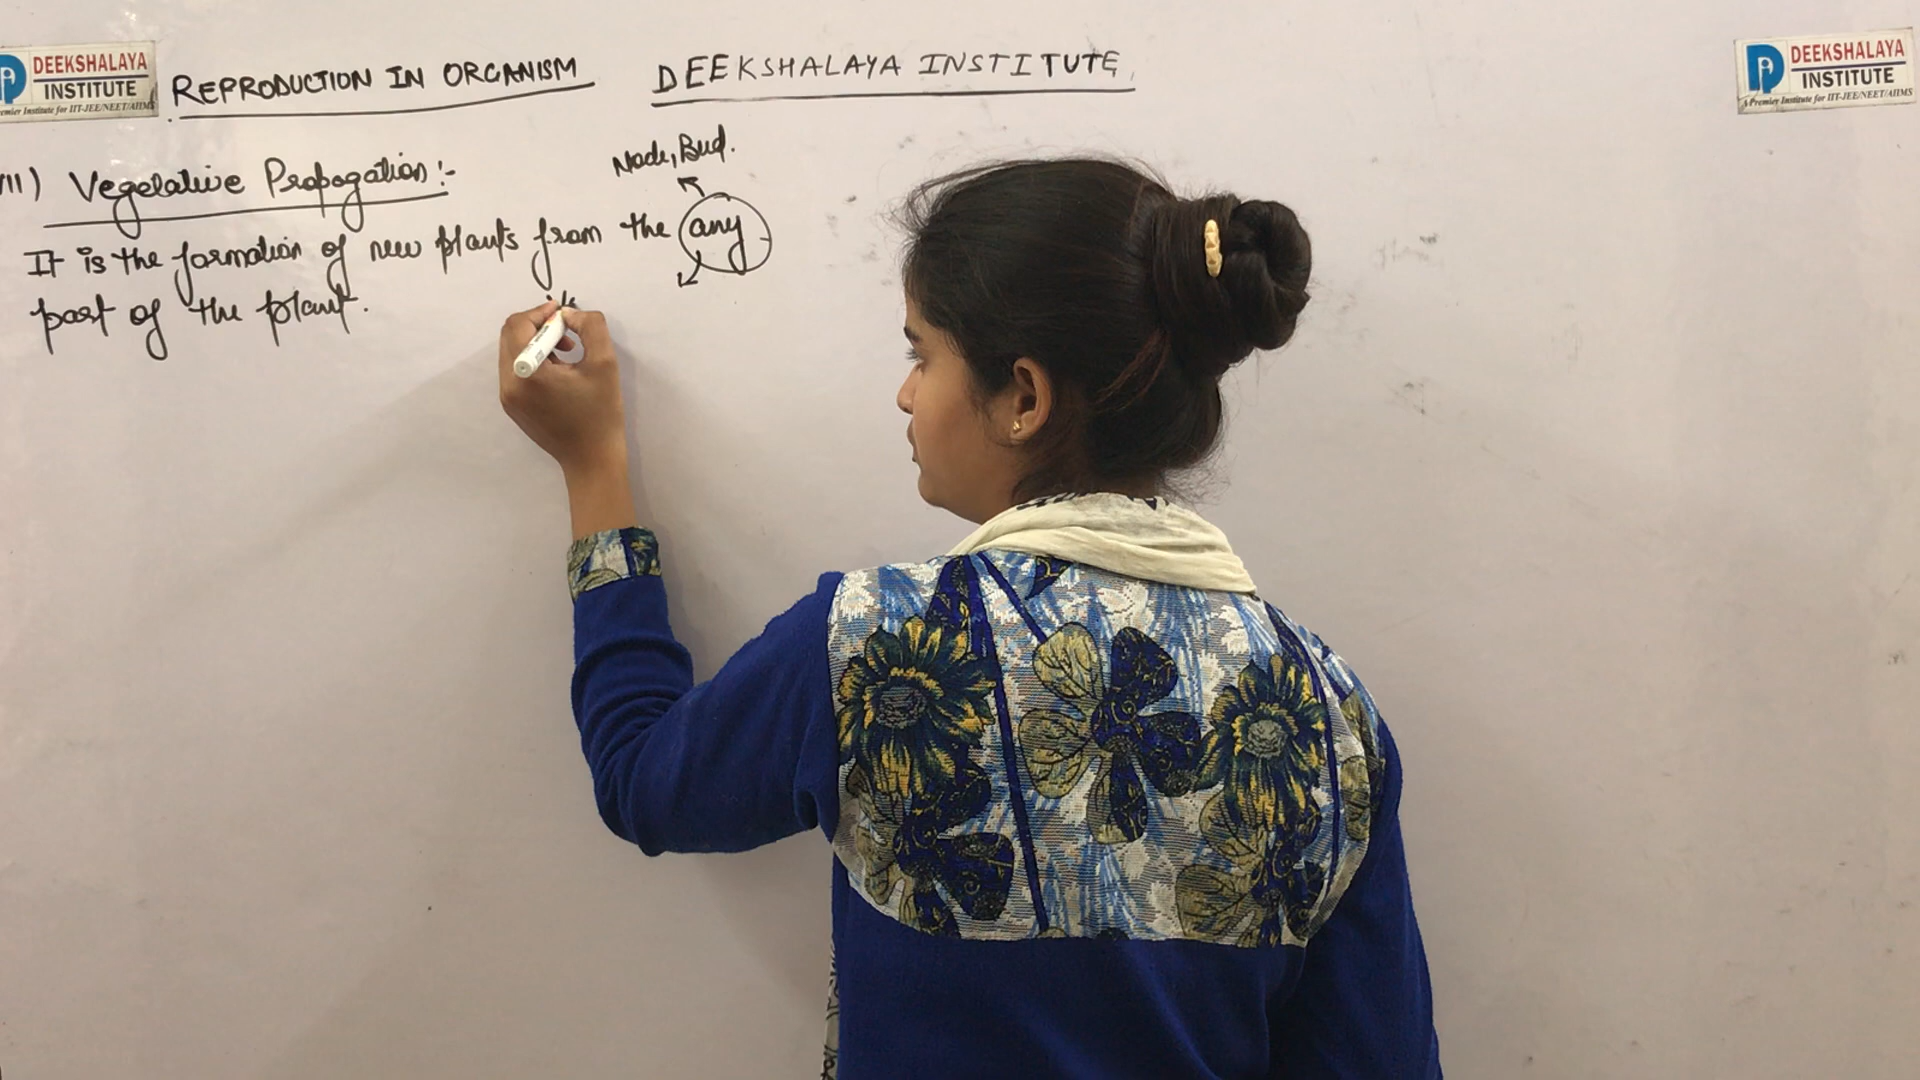 DEEKSHALAYA
INSTITUTE
Premier Institute for IIT-JEE/NEET/AIIMS
REPRODUCTION IN ORGANISM
DEEKSHALAYA INSTITUTE
DEEKSHALAYA
INSTITUTE
A Premier Institute for IIT-JEE/NEET/AIIMS
VII) Vegetative Propogation:-
Node, Bud.
It is the formation of new plants from the any
part of the plant.